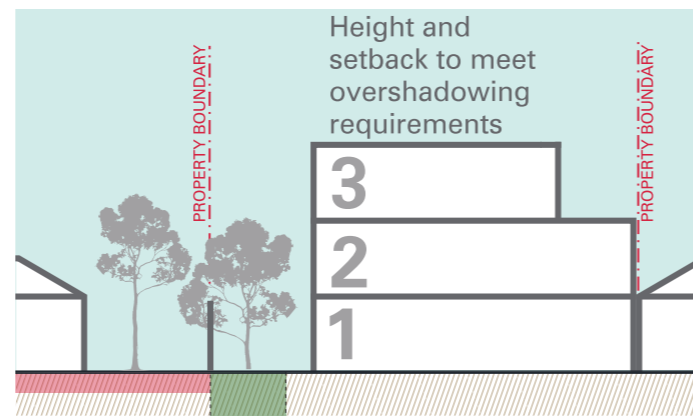 Height and
setback to meet
overshadowing
requirements
PROPERTY BOUNDARY
PROPERTY BOUNDARY
3
2
1